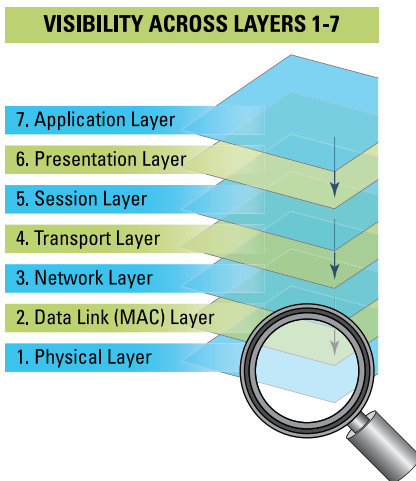 VISIBILITY ACROSS LAYERS 1-7
7. Application Layer
6. Presentation Layer
5. Session Layer
4. Transport Layer
3. Network Layer
2. Data Link (MAC) Layer
1. Physical Layer